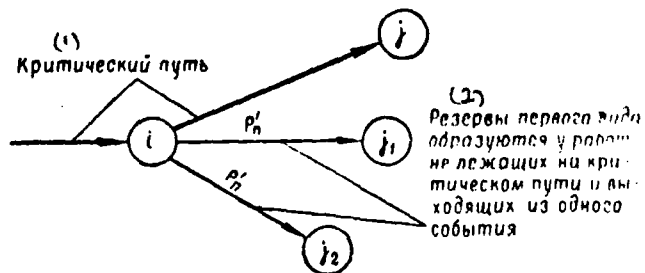 (1)
Критический путь
j
(2)
Резервы первого вида
образуются у работ
не лежащих на кри-
тическом пути и вы-
ходящих из одного
события
i
P'п
j1
P'п
j2